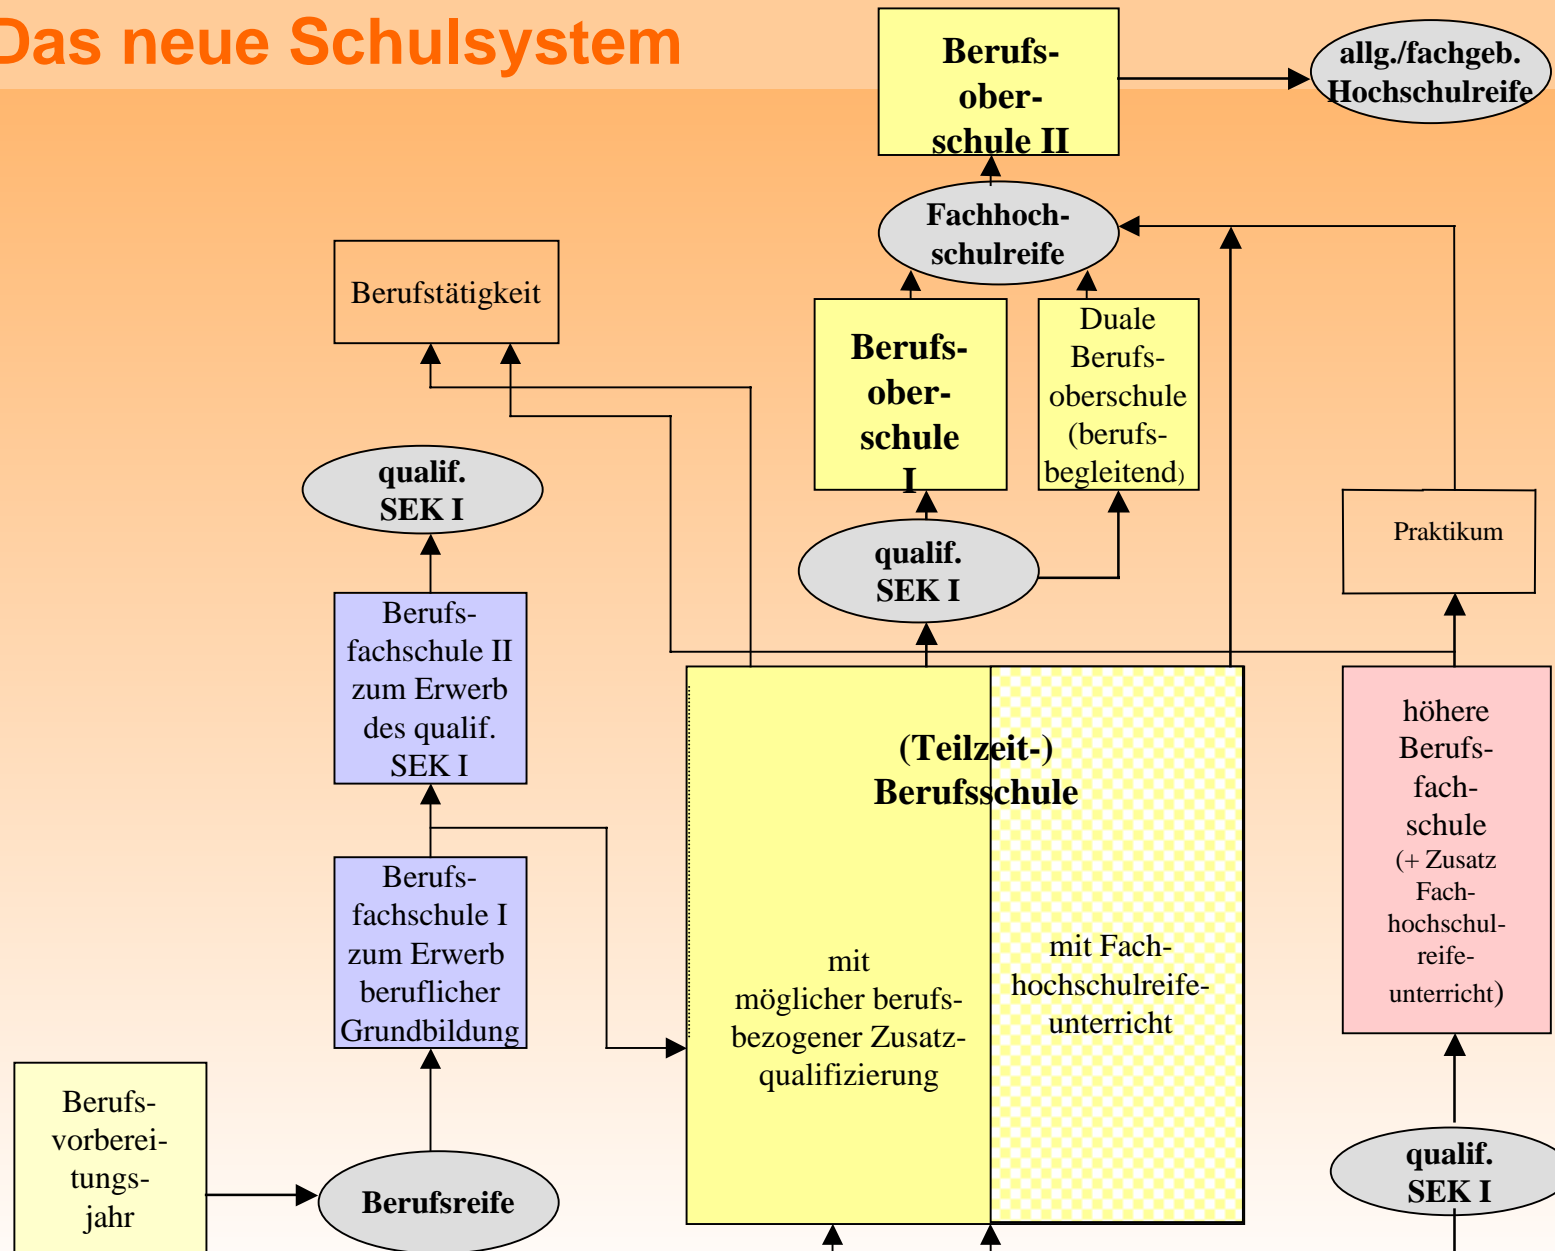 Das neue Schulsystem
Berufs-
ober-
schule II
allg./fachgeb.
Hochschulreife
Fachhoch-
schulreife
Berufstätigkeit
Berufs-
ober-
schule
I
Duale
Berufs-
oberschule
(berufs-
begleitend)
qualif.
SEK I
qualif.
SEK I
Praktikum
Berufs-
fachschule II
zum Erwerb
des qualif.
SEK I
(Teilzeit-)
Berufsschule
höhere
Berufs-
fach-
schule
(+ Zusatz
Fach-
hochschul-
reife-
unterricht)
Berufs-
fachschule I
zum Erwerb
beruflicher
Grundbildung
mit
möglicher berufs-
bezogener Zusatz-
qualifizierung
mit Fach-
hochschulreife-
unterricht
Berufs-
vorberei-
tungs-
jahr
Berufsreife
qualif.
SEK I